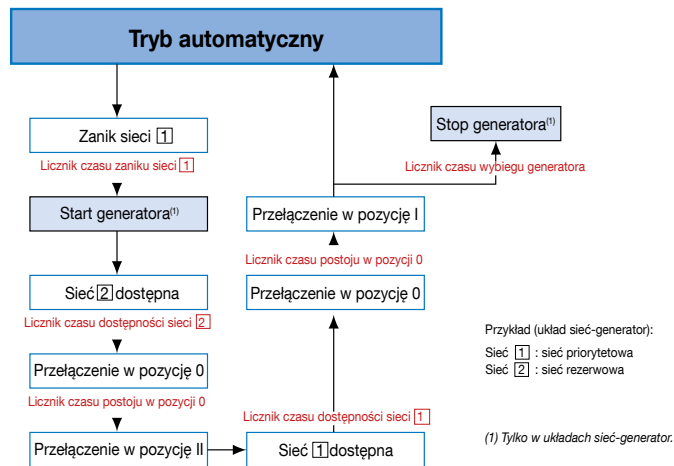 Tryb automatyczny
Zanik sieci 1
Licznik czasu zaniku sieci 1
Start generatora(1)
Sieć 2 dostępna
Licznik czasu dostępności sieci 2
Przełączenie w pozycję 0
Licznik czasu postoju w pozycji 0
Przełączenie w pozycję II
Sieć 1 dostępna
Licznik czasu dostępności sieci 1
Przełączenie w pozycję 0
Licznik czasu postoju w pozycji 0
Przełączenie w pozycję I
Licznik czasu wybiegu generatora
Stop generatora(1)
Przykład (układ sieć-generator):
Sieć 1 : sieć priorytetowa
Sieć 2 : sieć rezerwowa
(1) Tylko w układach sieć-generator.